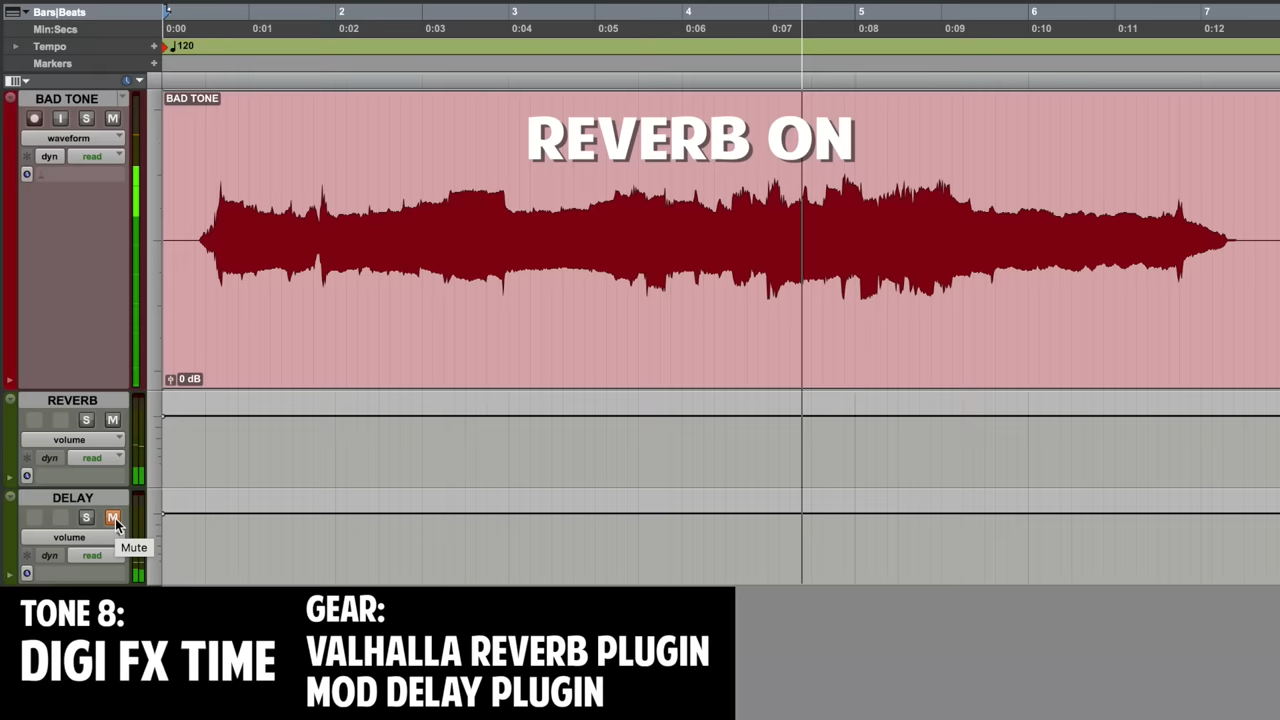 Bars|Beats
2
3
4
5
6
7
Min:Secs
0:00
0:01
0:02
0:03
0:04
0:05
0:06
0:07
0:08
0:09
0:10
0:11
0:12
Tempo
+
120
Markers
+
BAD TONE
I
S
M
waveform
dyn
read
BAD TONE
REVERB ON
0 dB
REVERB
S
M
volume
dyn
read
DELAY
S
M
volume
Mute
dyn
read
TONE 8:
DIGI FX TIME
GEAR:
VALHALLA REVERB PLUGIN
MOD DELAY PLUGIN